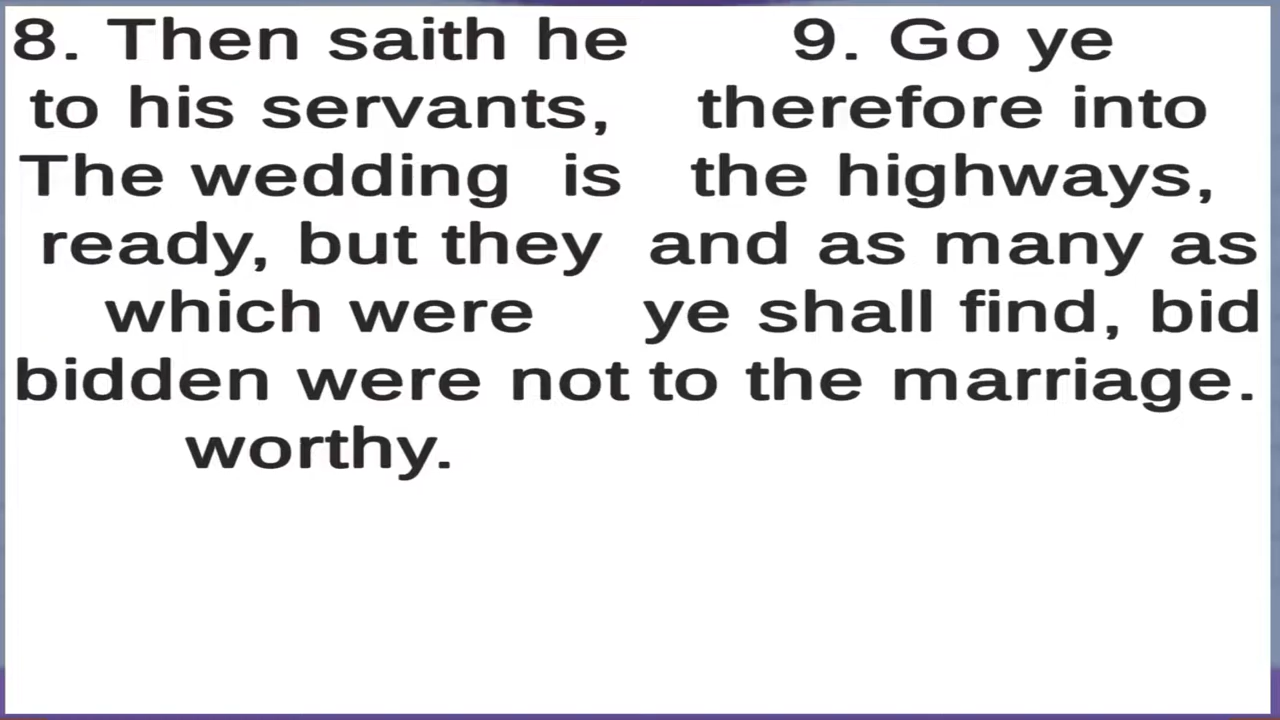 8. Then saith he
to his servants,
The wedding is
ready, but they
which were
bidden were not
worthy.
9. Go ye
therefore into
the highways,
and as many as
ye shall find, bid
to the marriage.